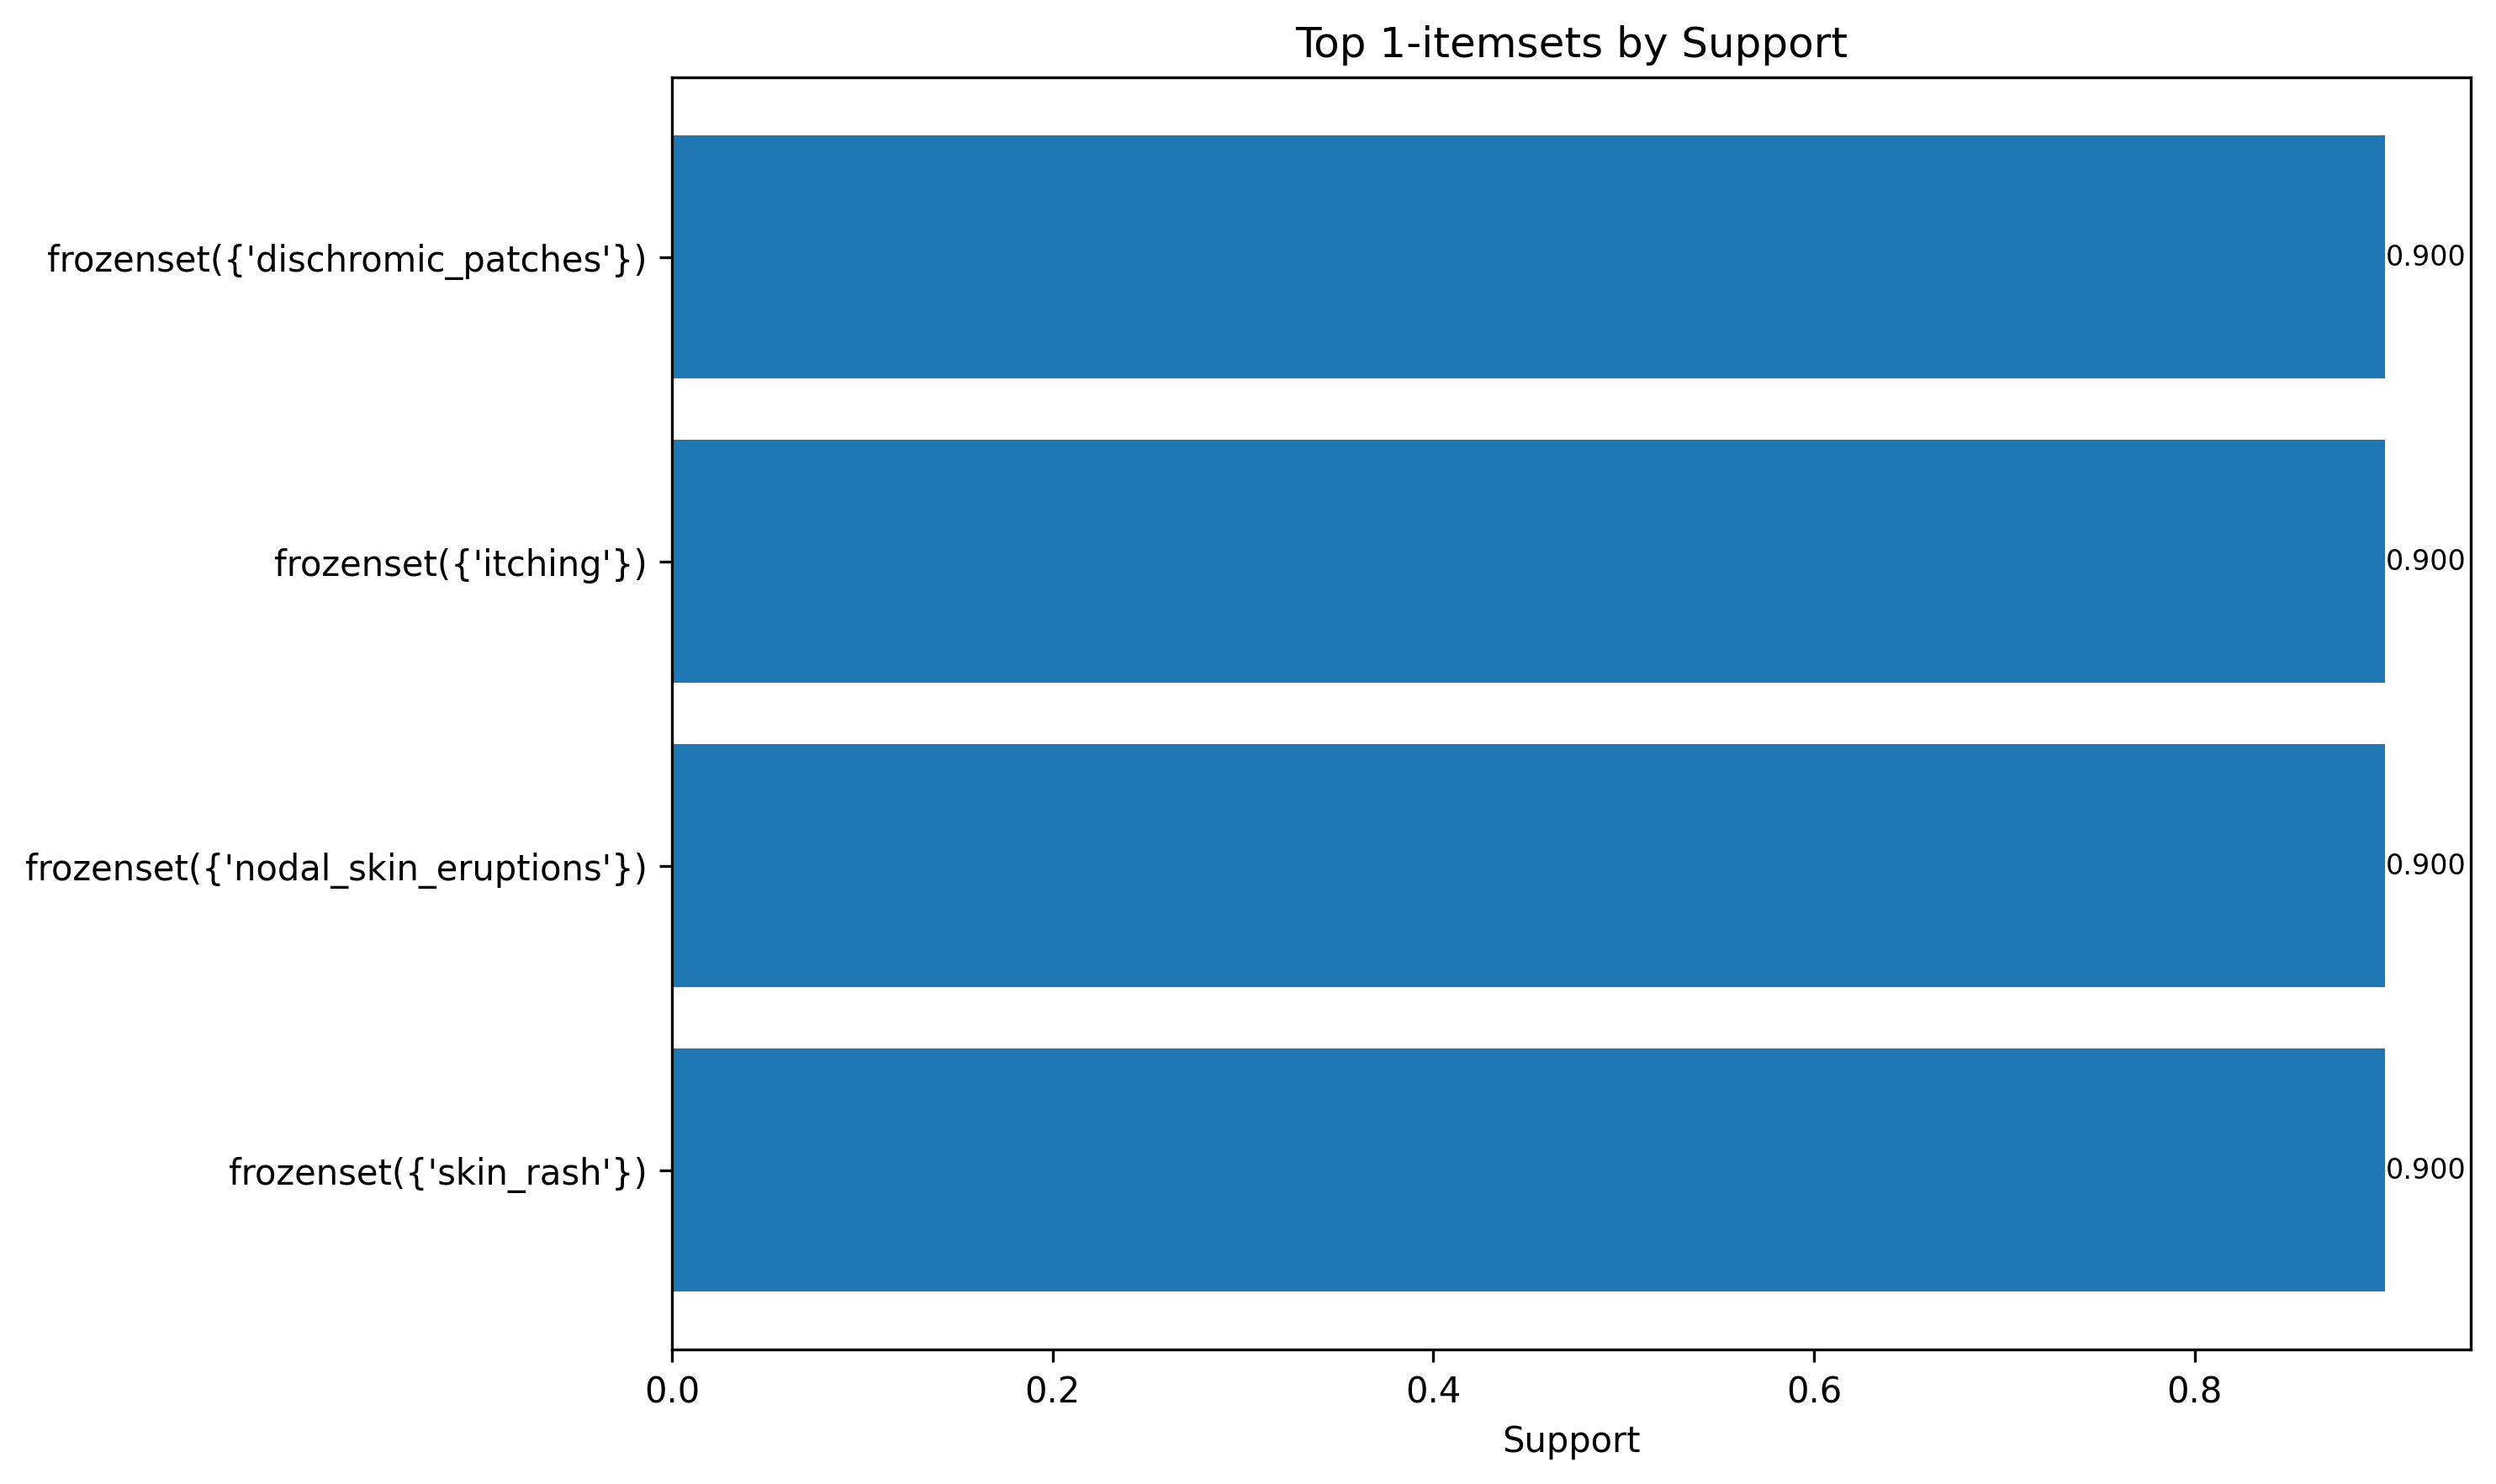 Top 1-itemsets by Support
frozenset({'dischromic_patches'})
0.900
frozenset({'itching'})
0.900
frozenset({'nodal_skin_eruptions'})
0.900
frozenset({'skin_rash'})
0.900
0.0 0.2 0.4 0.6 0.8
Support